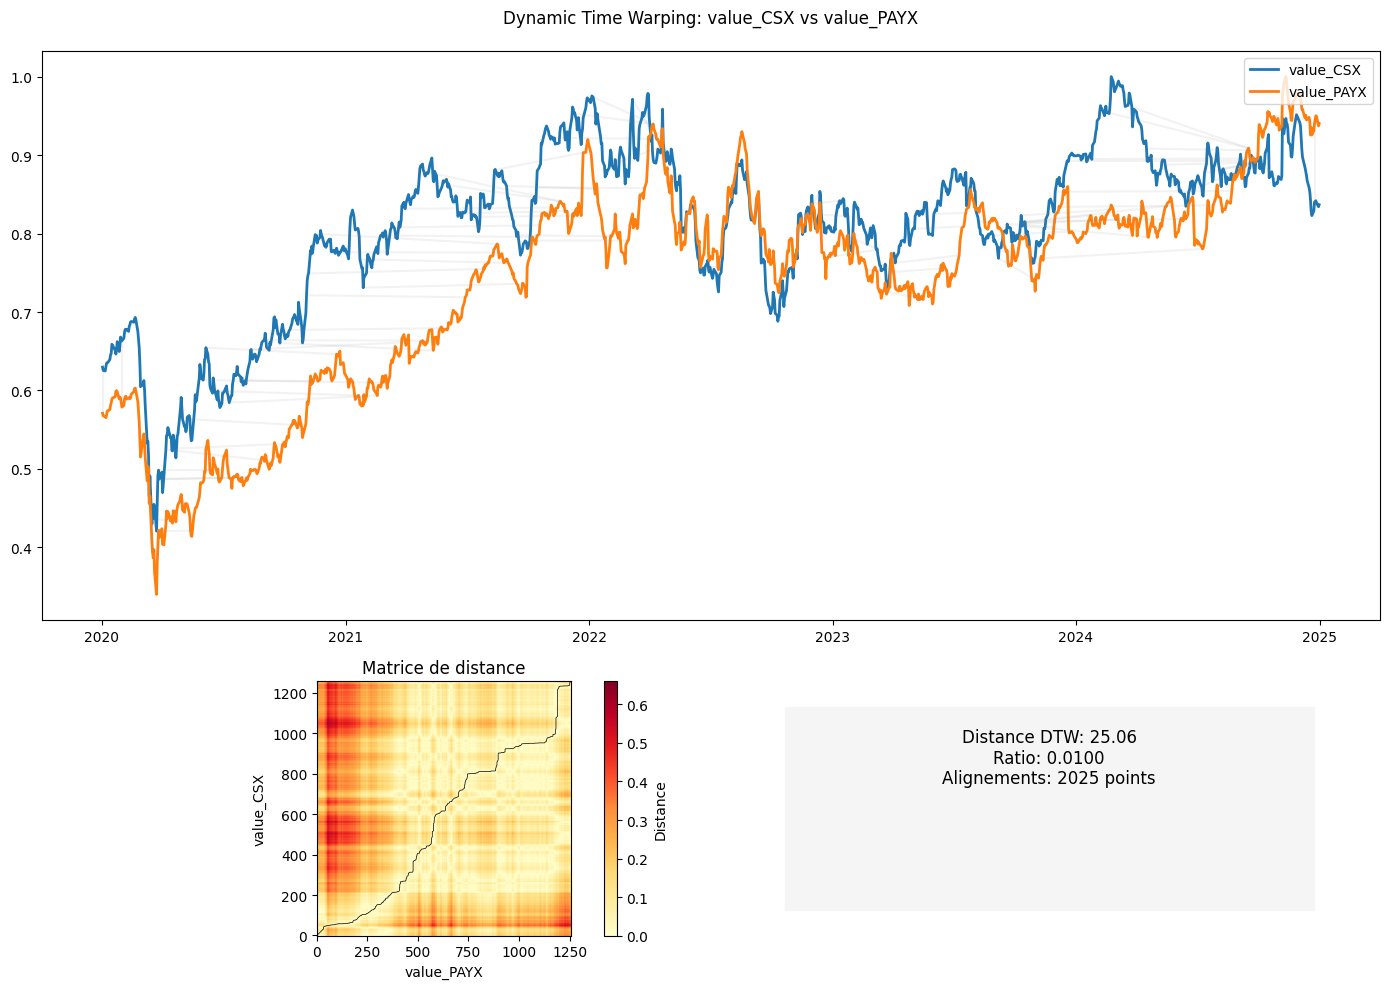 Dynamic Time Warping: value_CSX vs value_PAYX
value_CSX
value_PAYX
1.0
0.9
0.8
0.7
0.6
0.5
0.4
2020 2021 2022 2023 2024 2025
Matrice de distance
value_CSX
1200
1000
800
600
400
200
0
0 250 500 750 1000 1250
value_PAYX
0.6
0.5
0.4
0.3
0.2
0.1
0.0
Distance
Distance DTW: 25.06
Ratio: 0.0100
Alignements: 2025 points